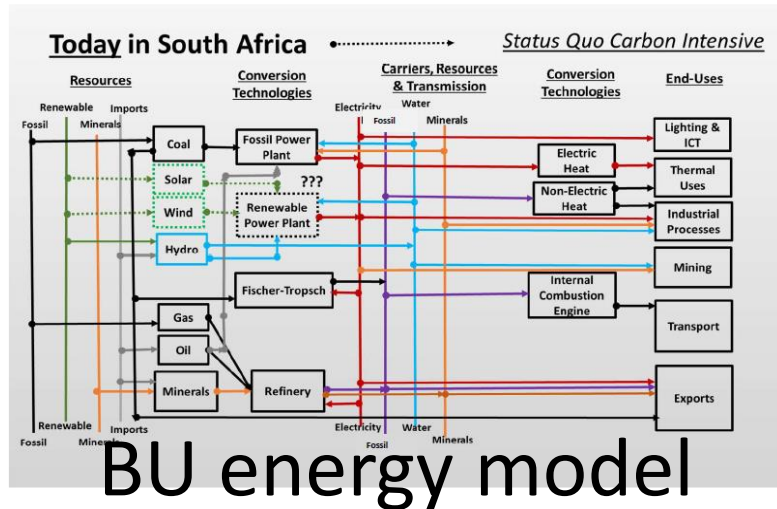 Today in South Africa
Status Quo Carbon Intensive
Resources
Conversion
Technologies
Carriers, Resources
& Transmission
Conversion
Technologies
End-Uses
Renewable
Imports
Fossil
Minerals
Electricity
Water
Fossil
Minerals
Coal
Fossil Power
Plant
Lighting &
ICT
Electric
Heat
Thermal
Uses
Solar
???
Non-Electric
Heat
Wind
Renewable
Power Plant
Industrial
Processes
Hydro
Mining
Fischer-Tropsch
Internal
Combustion
Engine
Gas
Transport
Oil
Minerals
Refinery
Exports
Renewable
Imports
Fossil
Minerals
Electricity
Water
Fossil
Minerals
BU energy model